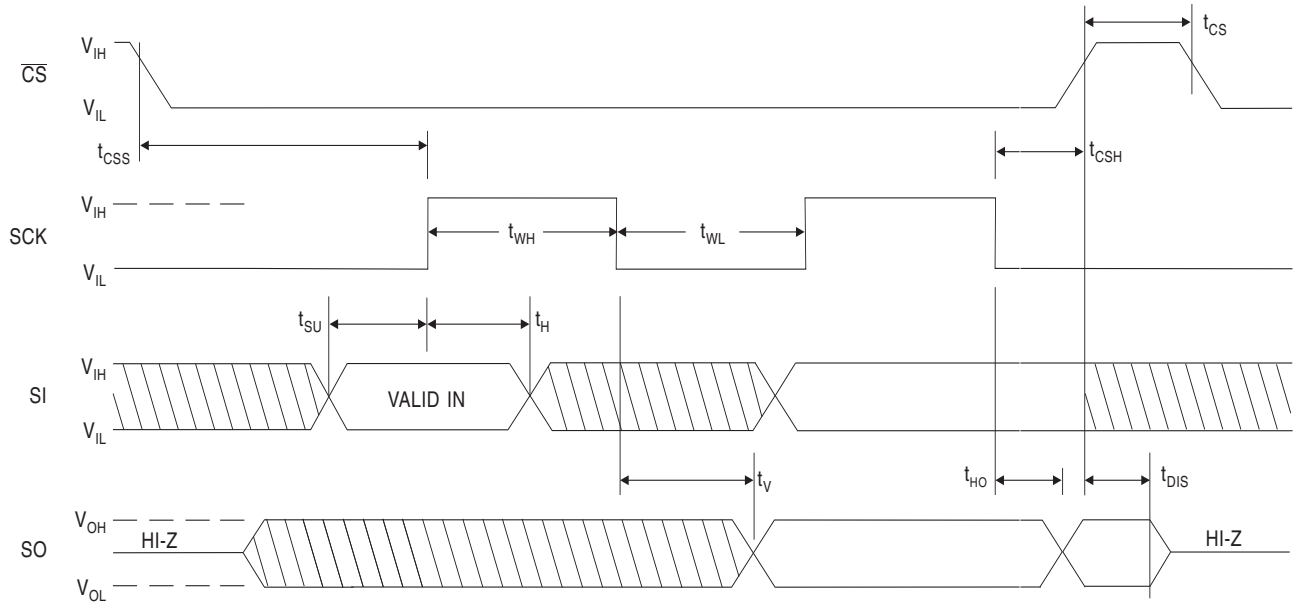 t_CS
V_IH
C̅S̅
V_IL
t_CSS
t_CSH
V_IH
SCK
t_WH
t_WL
V_IL
t_SU
t_H
V_IH
SI
VALID IN
V_IL
t_V
t_HO
t_DIS
V_OH
SO
HI-Z
HI-Z
V_OL